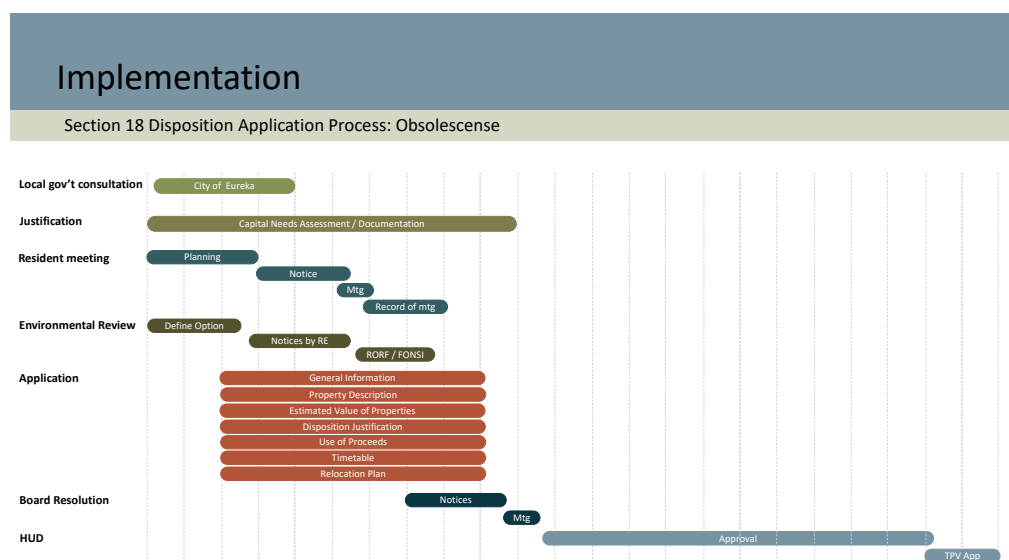 Implementation
Section 18 Disposition Application Process: Obsolescense
Local gov't consultation
City of Eureka
Justification
Capital Needs Assessment / Documentation
Resident meeting
Planning
Notice
Mtg
Record of mtg
Environmental Review
Define Option
Notices by RE
RORF / FONSI
Application
General Information
Property Description
Estimated Value of Properties
Disposition Justification
Use of Proceeds
Timetable
Relocation Plan
Board Resolution
Notices
Mtg
HUD
Approval
TPV App